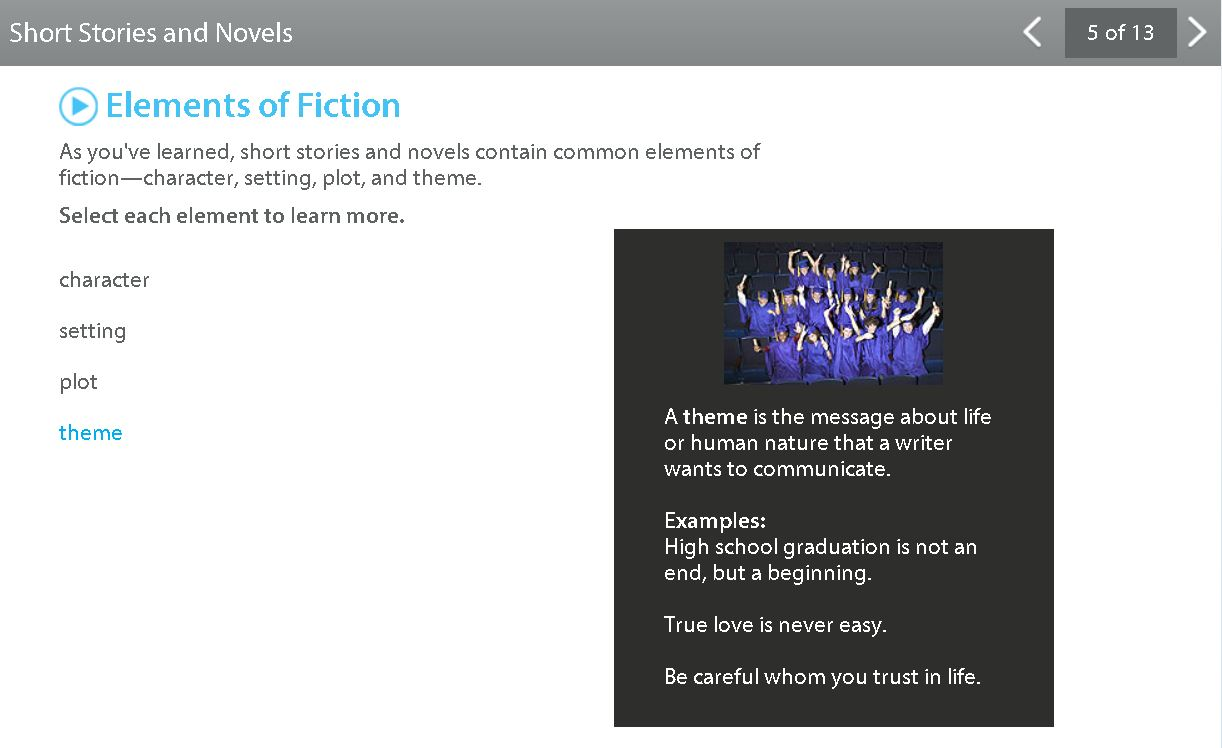 Short Stories and Novels
5 of 13
Elements of Fiction
As you've learned, short stories and novels contain common elements of
fiction—character, setting, plot, and theme.
Select each element to learn more.
character
setting
plot
theme
A theme is the message about life
or human nature that a writer
wants to communicate.
Examples:
High school graduation is not an
end, but a beginning.
True love is never easy.
Be careful whom you trust in life.